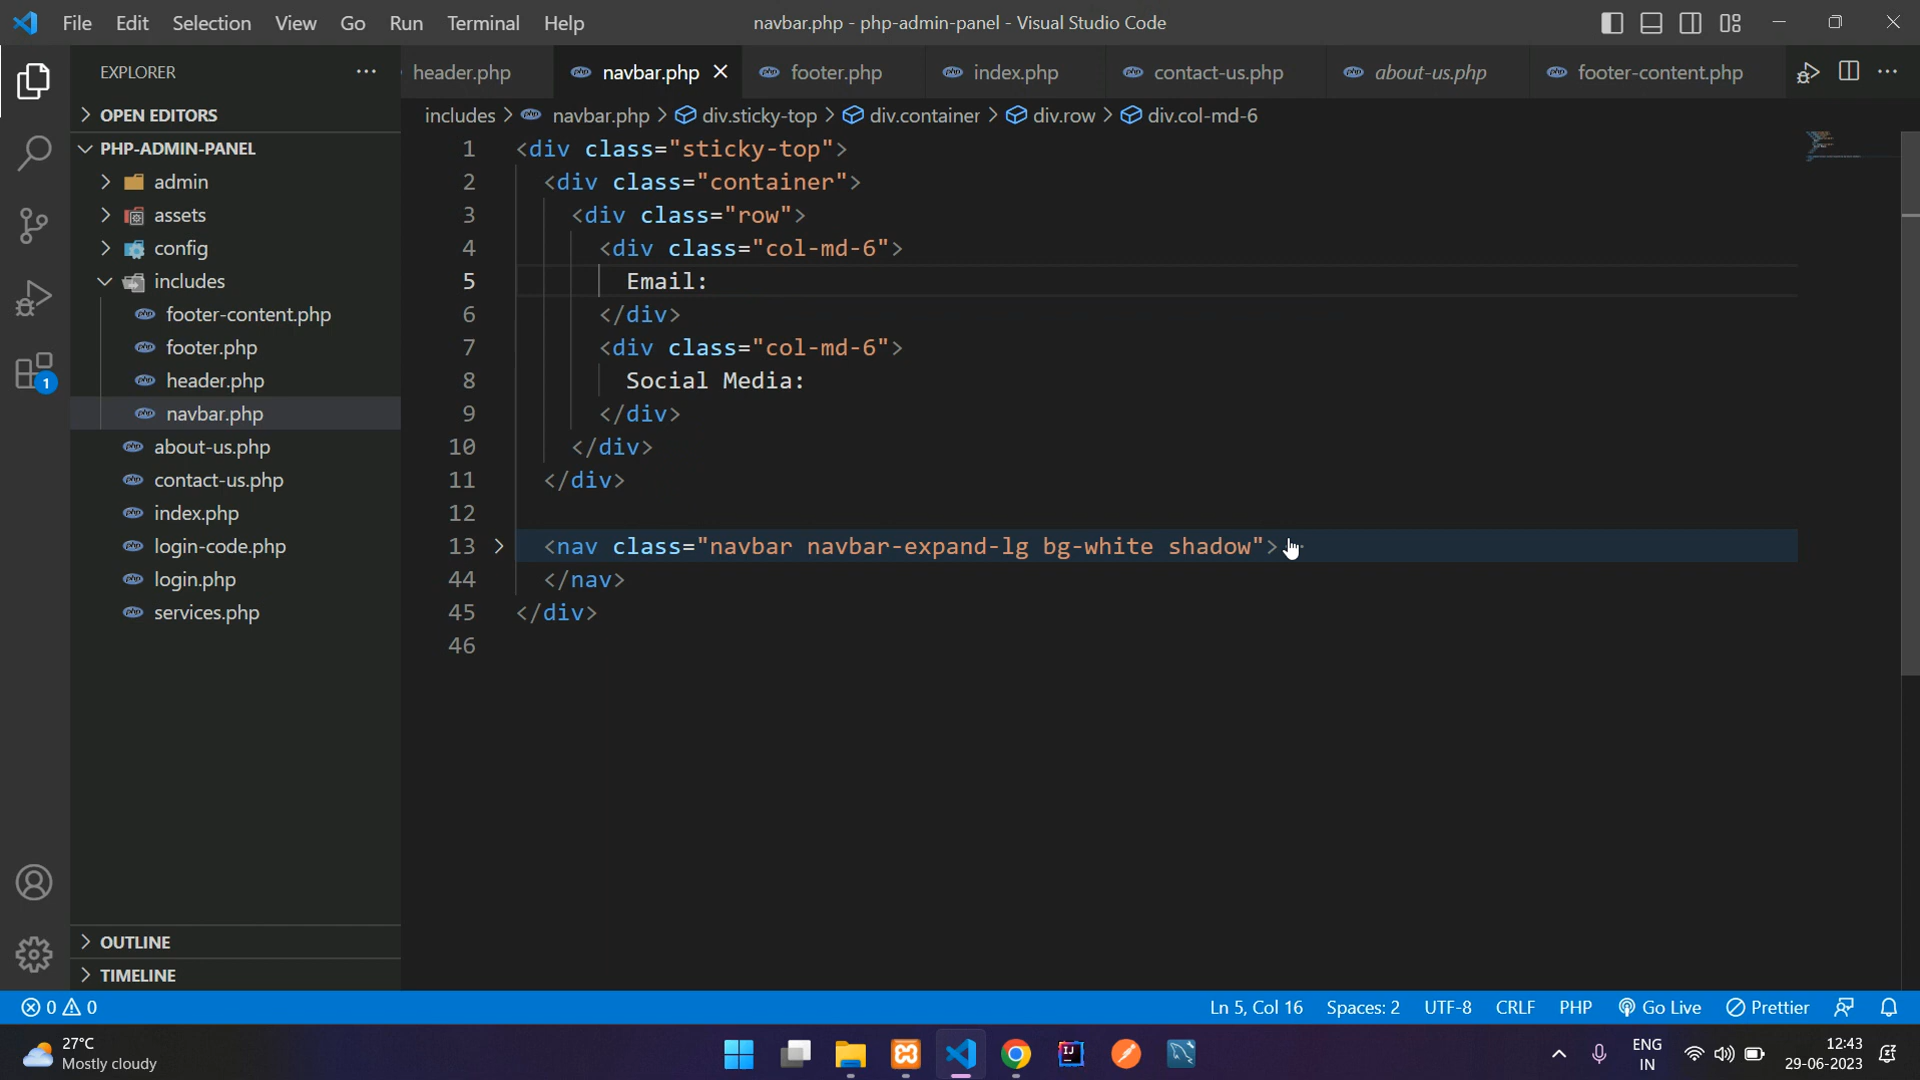 File Edit Selection View Go Run Terminal Help
navbar.php - php-admin-panel - Visual Studio Code
EXPLORER
OPEN EDITORS
PHP-ADMIN-PANEL
admin
assets
config
includes
footer-content.php
footer.php
header.php
navbar.php
about-us.php
contact-us.php
index.php
login-code.php
login.php
services.php
OUTLINE
TIMELINE
1
header.php navbar.php footer.php index.php contact-us.php about-us.php footer-content.php
includes > navbar.php > div.sticky-top > div.container > div.row > div.col-md-6
1 <div class="sticky-top">
2 <div class="container">
3 <div class="row">
4 <div class="col-md-6">
5 Email:
6 </div>
7 <div class="col-md-6">
8 Social Media:
9 </div>
10 </div>
11 </div>
12
13 <nav class="navbar navbar-expand-lg bg-white shadow">
44 </nav>
45 </div>
46
0 0 Ln 5, Col 16 Spaces: 2 UTF-8 CRLF PHP Go Live Prettier
27°C
Mostly cloudy
ENG
IN
12:43
29-06-2023